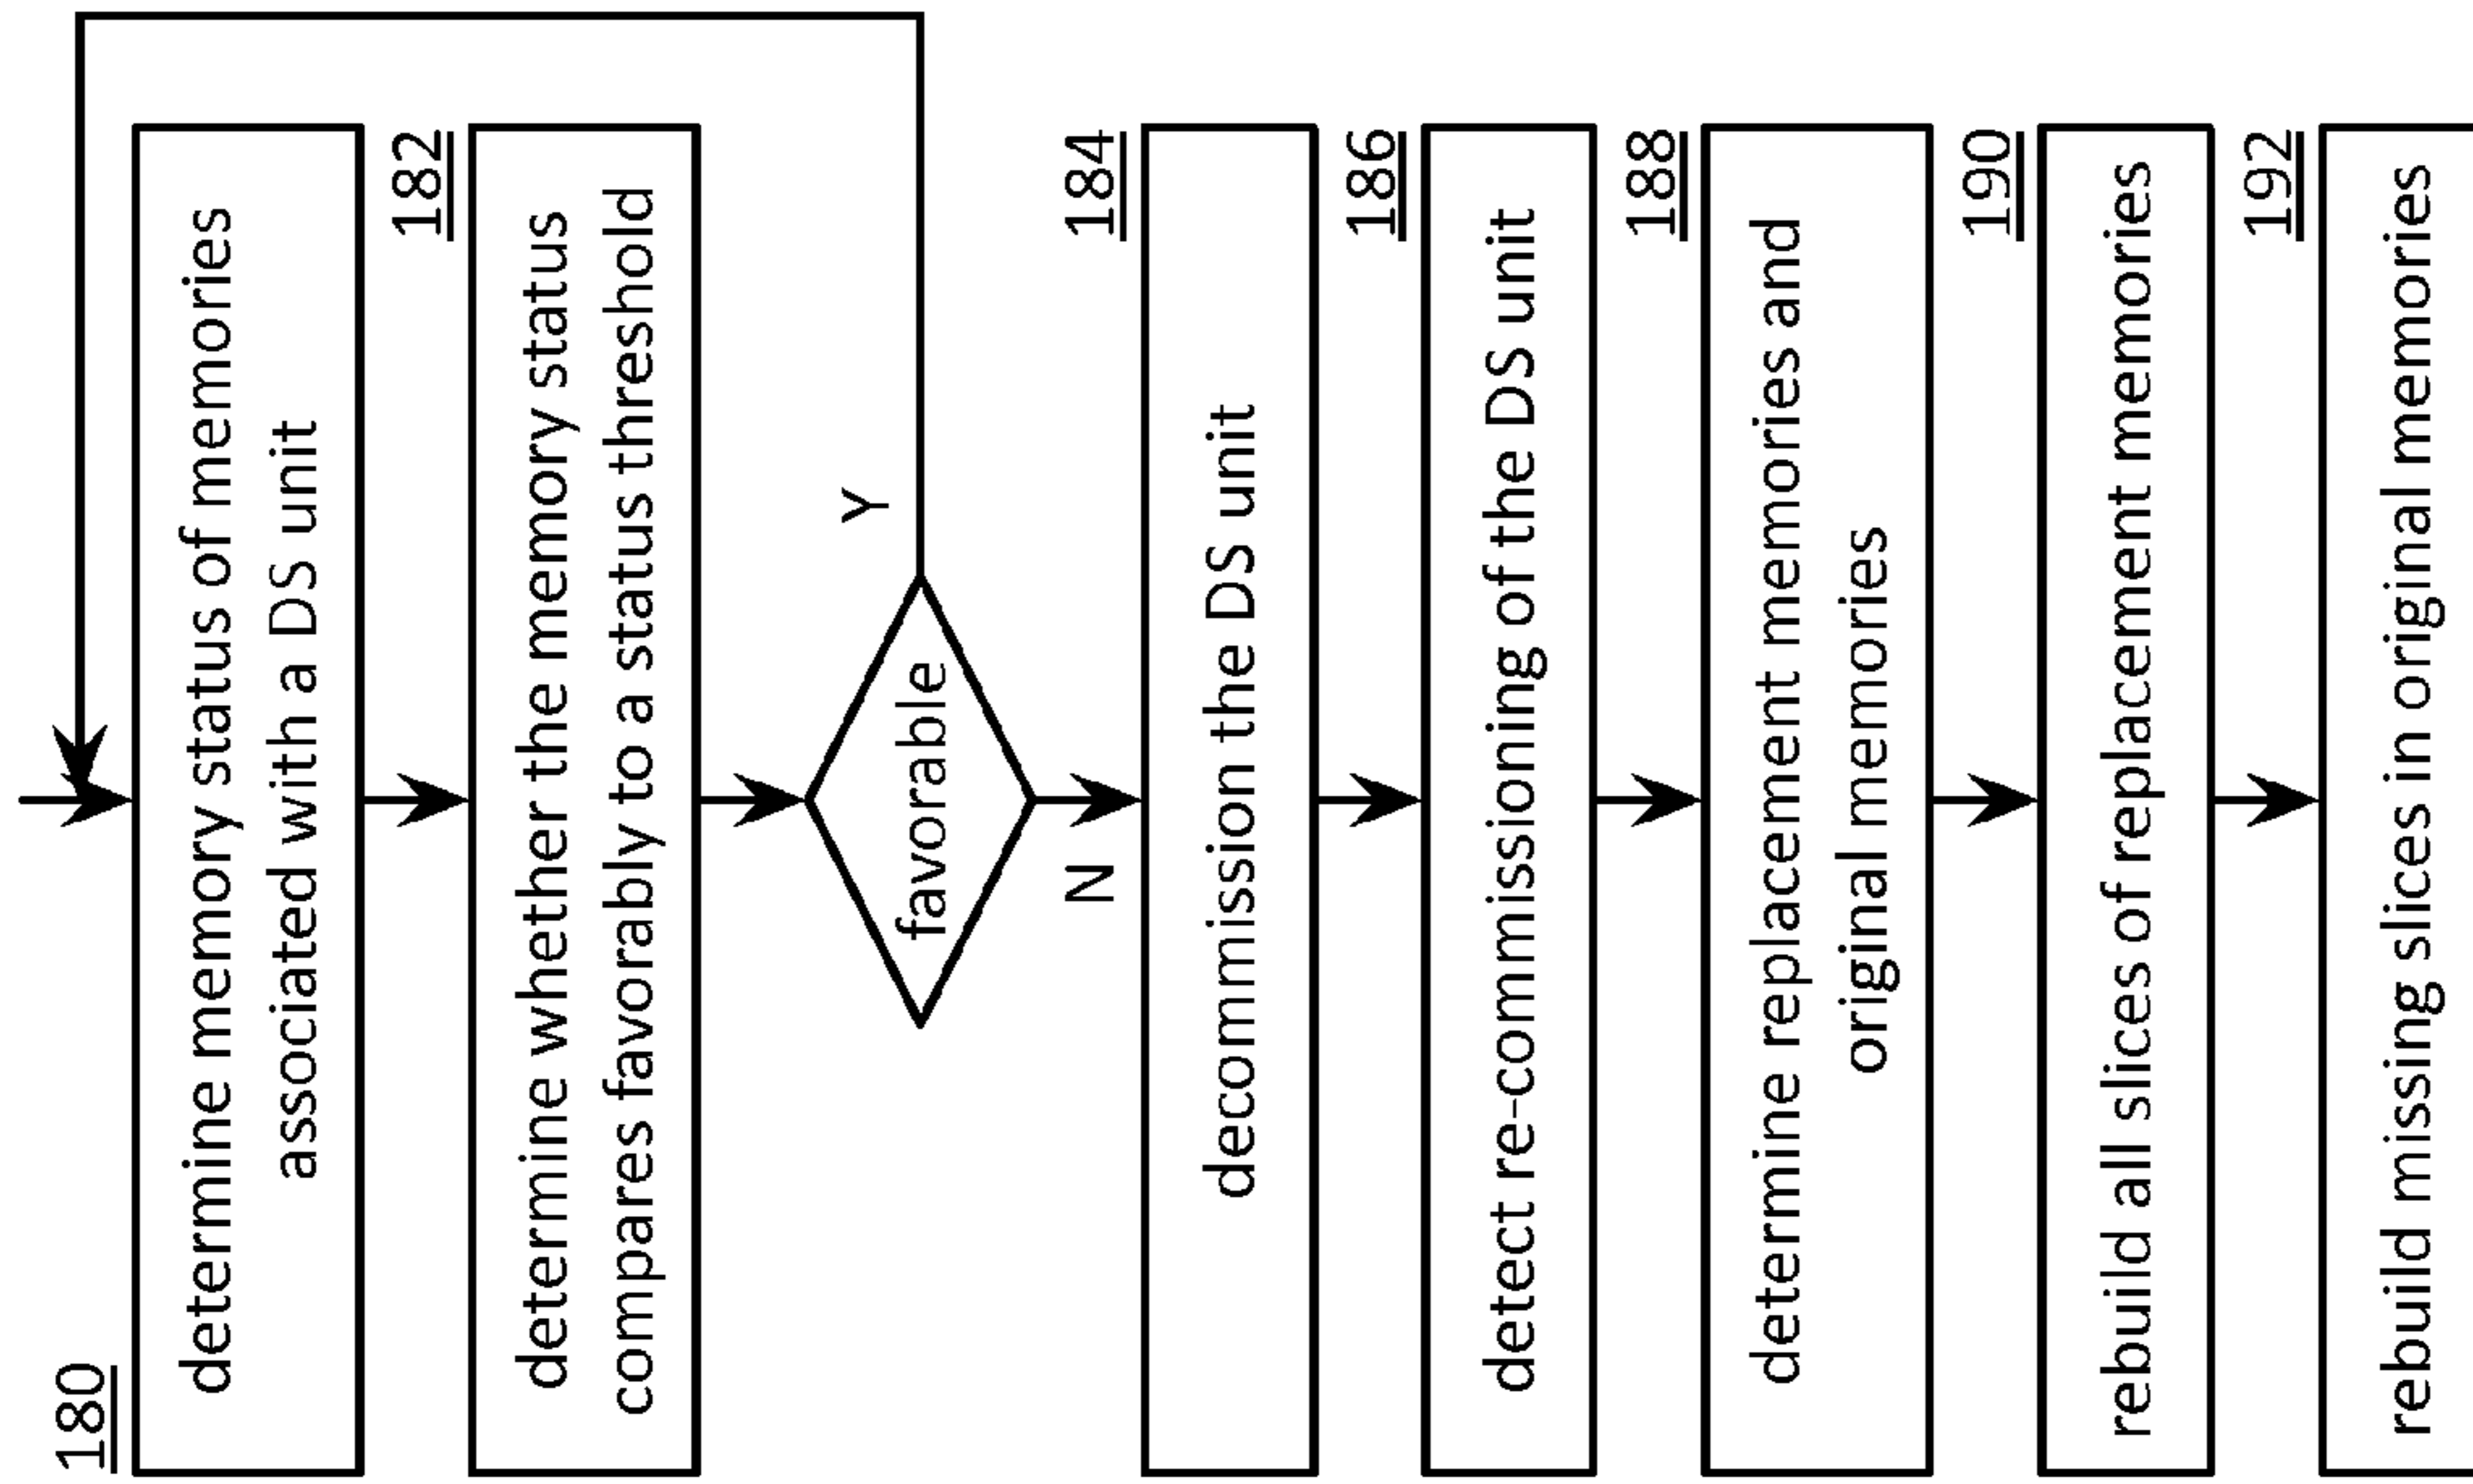 180
determine memory status of memories
associated with a DS unit
182
determine whether the memory status
compares favorably to a status threshold
favorable
Y
N
184
decommission the DS unit
186
detect re-commissioning of the DS unit
188
determine replacement memories and
original memories
190
rebuild all slices of replacement memories
192
rebuild missing slices in original memories